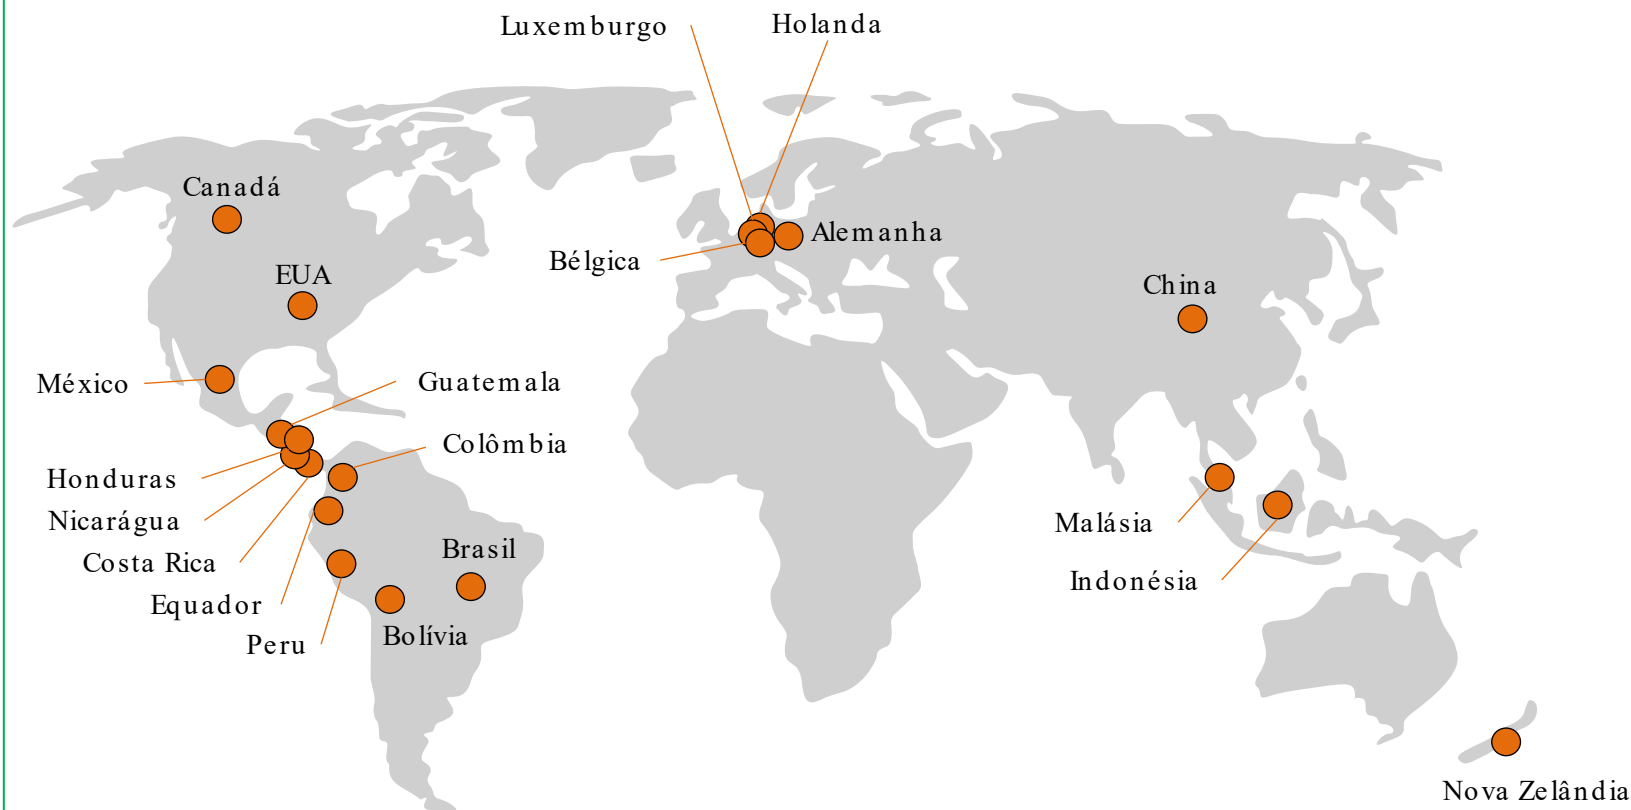 Luxemburgo
Holanda
Canadá
Alemanha
Bélgica
EUA
China
México
Guatemala
Colômbia
Honduras
Nicarágua
Malásia
Costa Rica
Brasil
Indonésia
Equador
Bolívia
Peru
Nova Zelândia